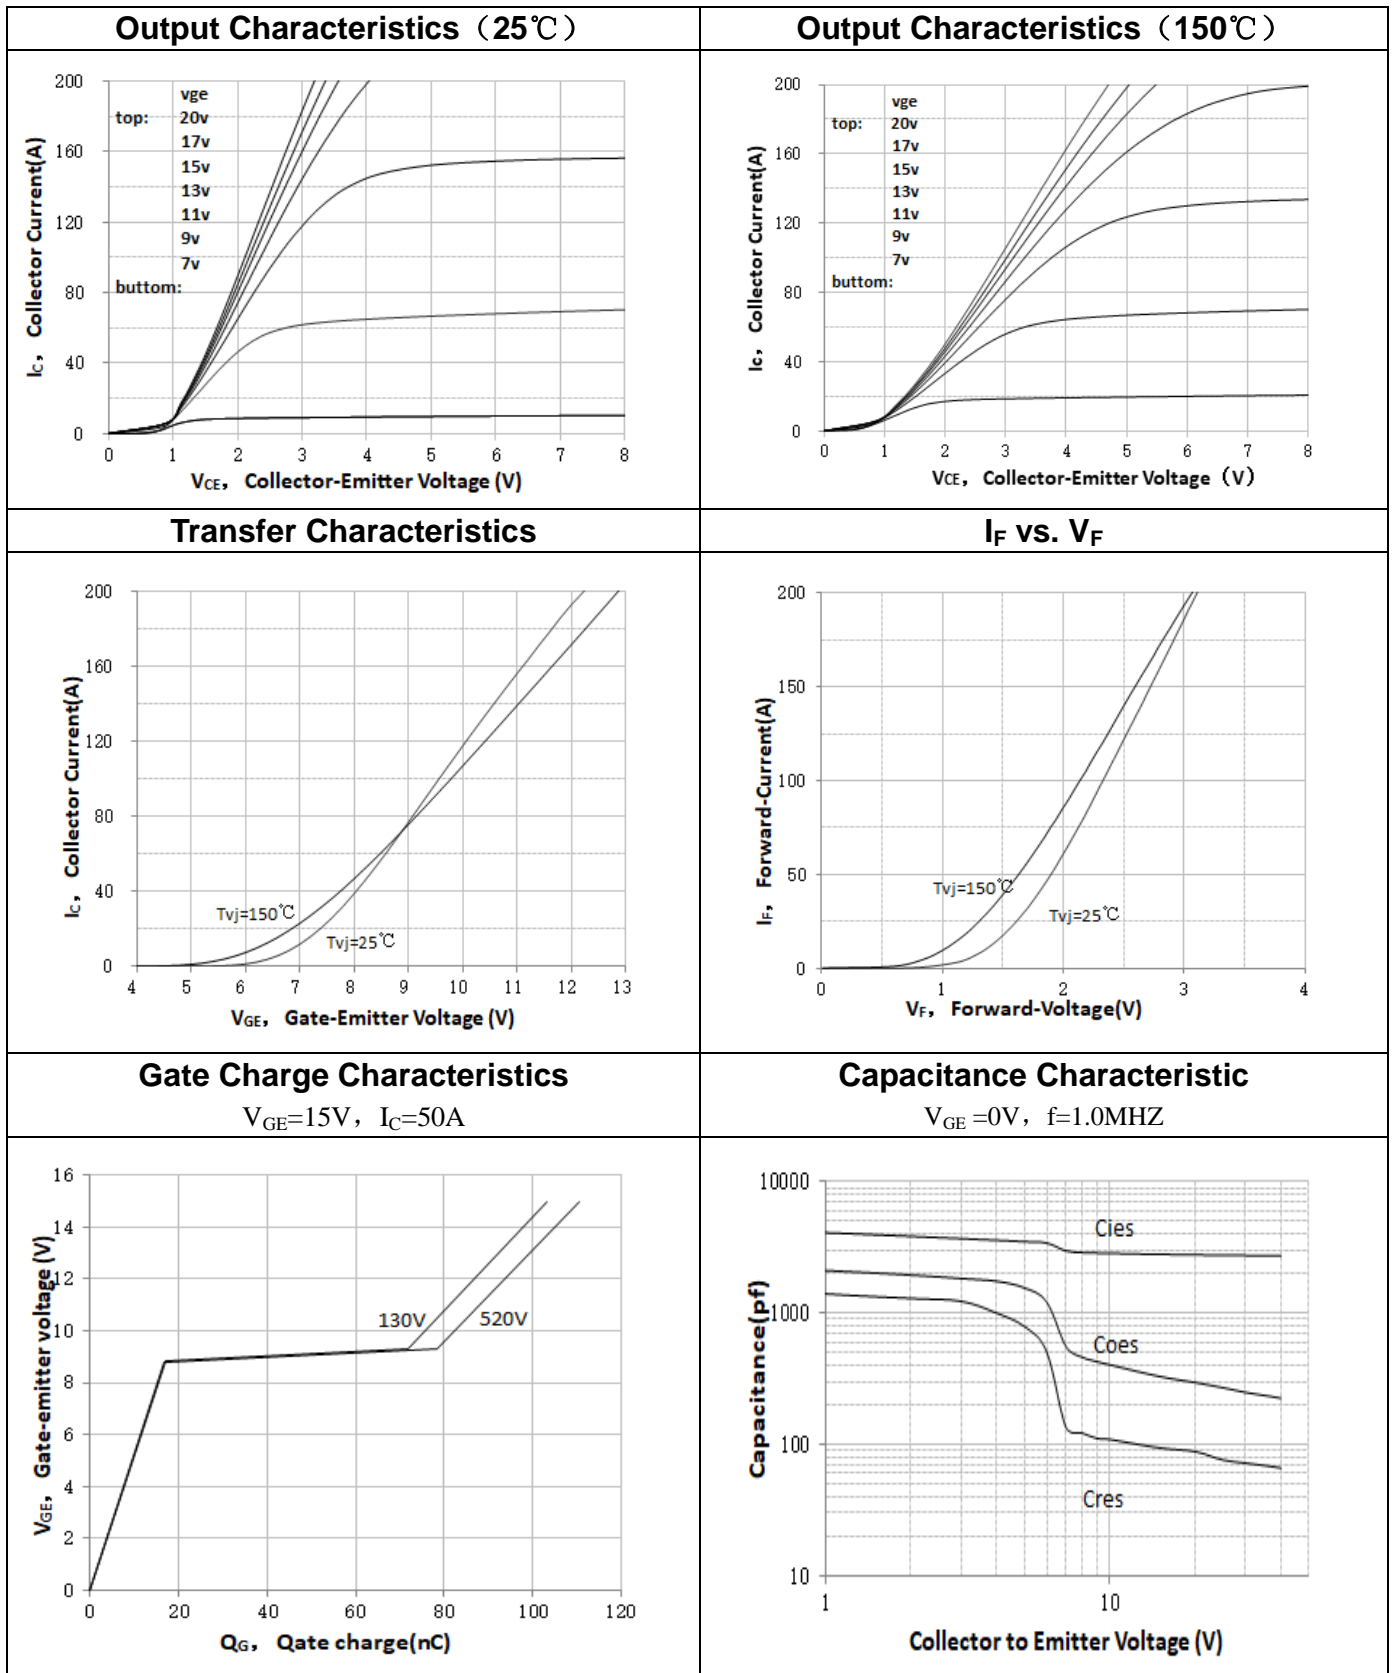 Output Characteristics（25℃）
200
160
120
80
40
0
0 1 2 3 4 5 6 7 8
vge
top: 20v
17v
15v
13v
11v
9v
7v
buttom:
IC， Collector Current(A)
VCE， Collector-Emitter Voltage (V)
Output Characteristics（150℃）
200
160
120
80
40
0
0 1 2 3 4 5 6 7 8
vge
top: 20v
17v
15v
13v
11v
9v
7v
buttom:
Ic， Collector Current(A)
VCE， Collector-Emitter Voltage（V）
Transfer Characteristics
200
160
120
80
40
0
4 5 6 7 8 9 10 11 12 13
Tvj=150℃
Tvj=25℃
IC， Collector Current(A)
VGE， Gate-Emitter Voltage (V)
IF vs. VF
200
150
100
50
0
0 1 2 3 4
Tvj=150℃
Tvj=25℃
IF， Forward-Current(A)
VF， Forward-Voltage(V)
Gate Charge Characteristics
VGE=15V，IC=50A
16
14
12
10
8
6
4
2
0
0 20 40 60 80 100 120
130V
520V
VGE， Gate-emitter voltage (V)
QG， Qate charge(nC)
Capacitance Characteristic
VGE =0V，f=1.0MHZ
10000
1000
100
10
1 10
Cies
Coes
Cres
Capacitance(pf)
Collector to Emitter Voltage (V)